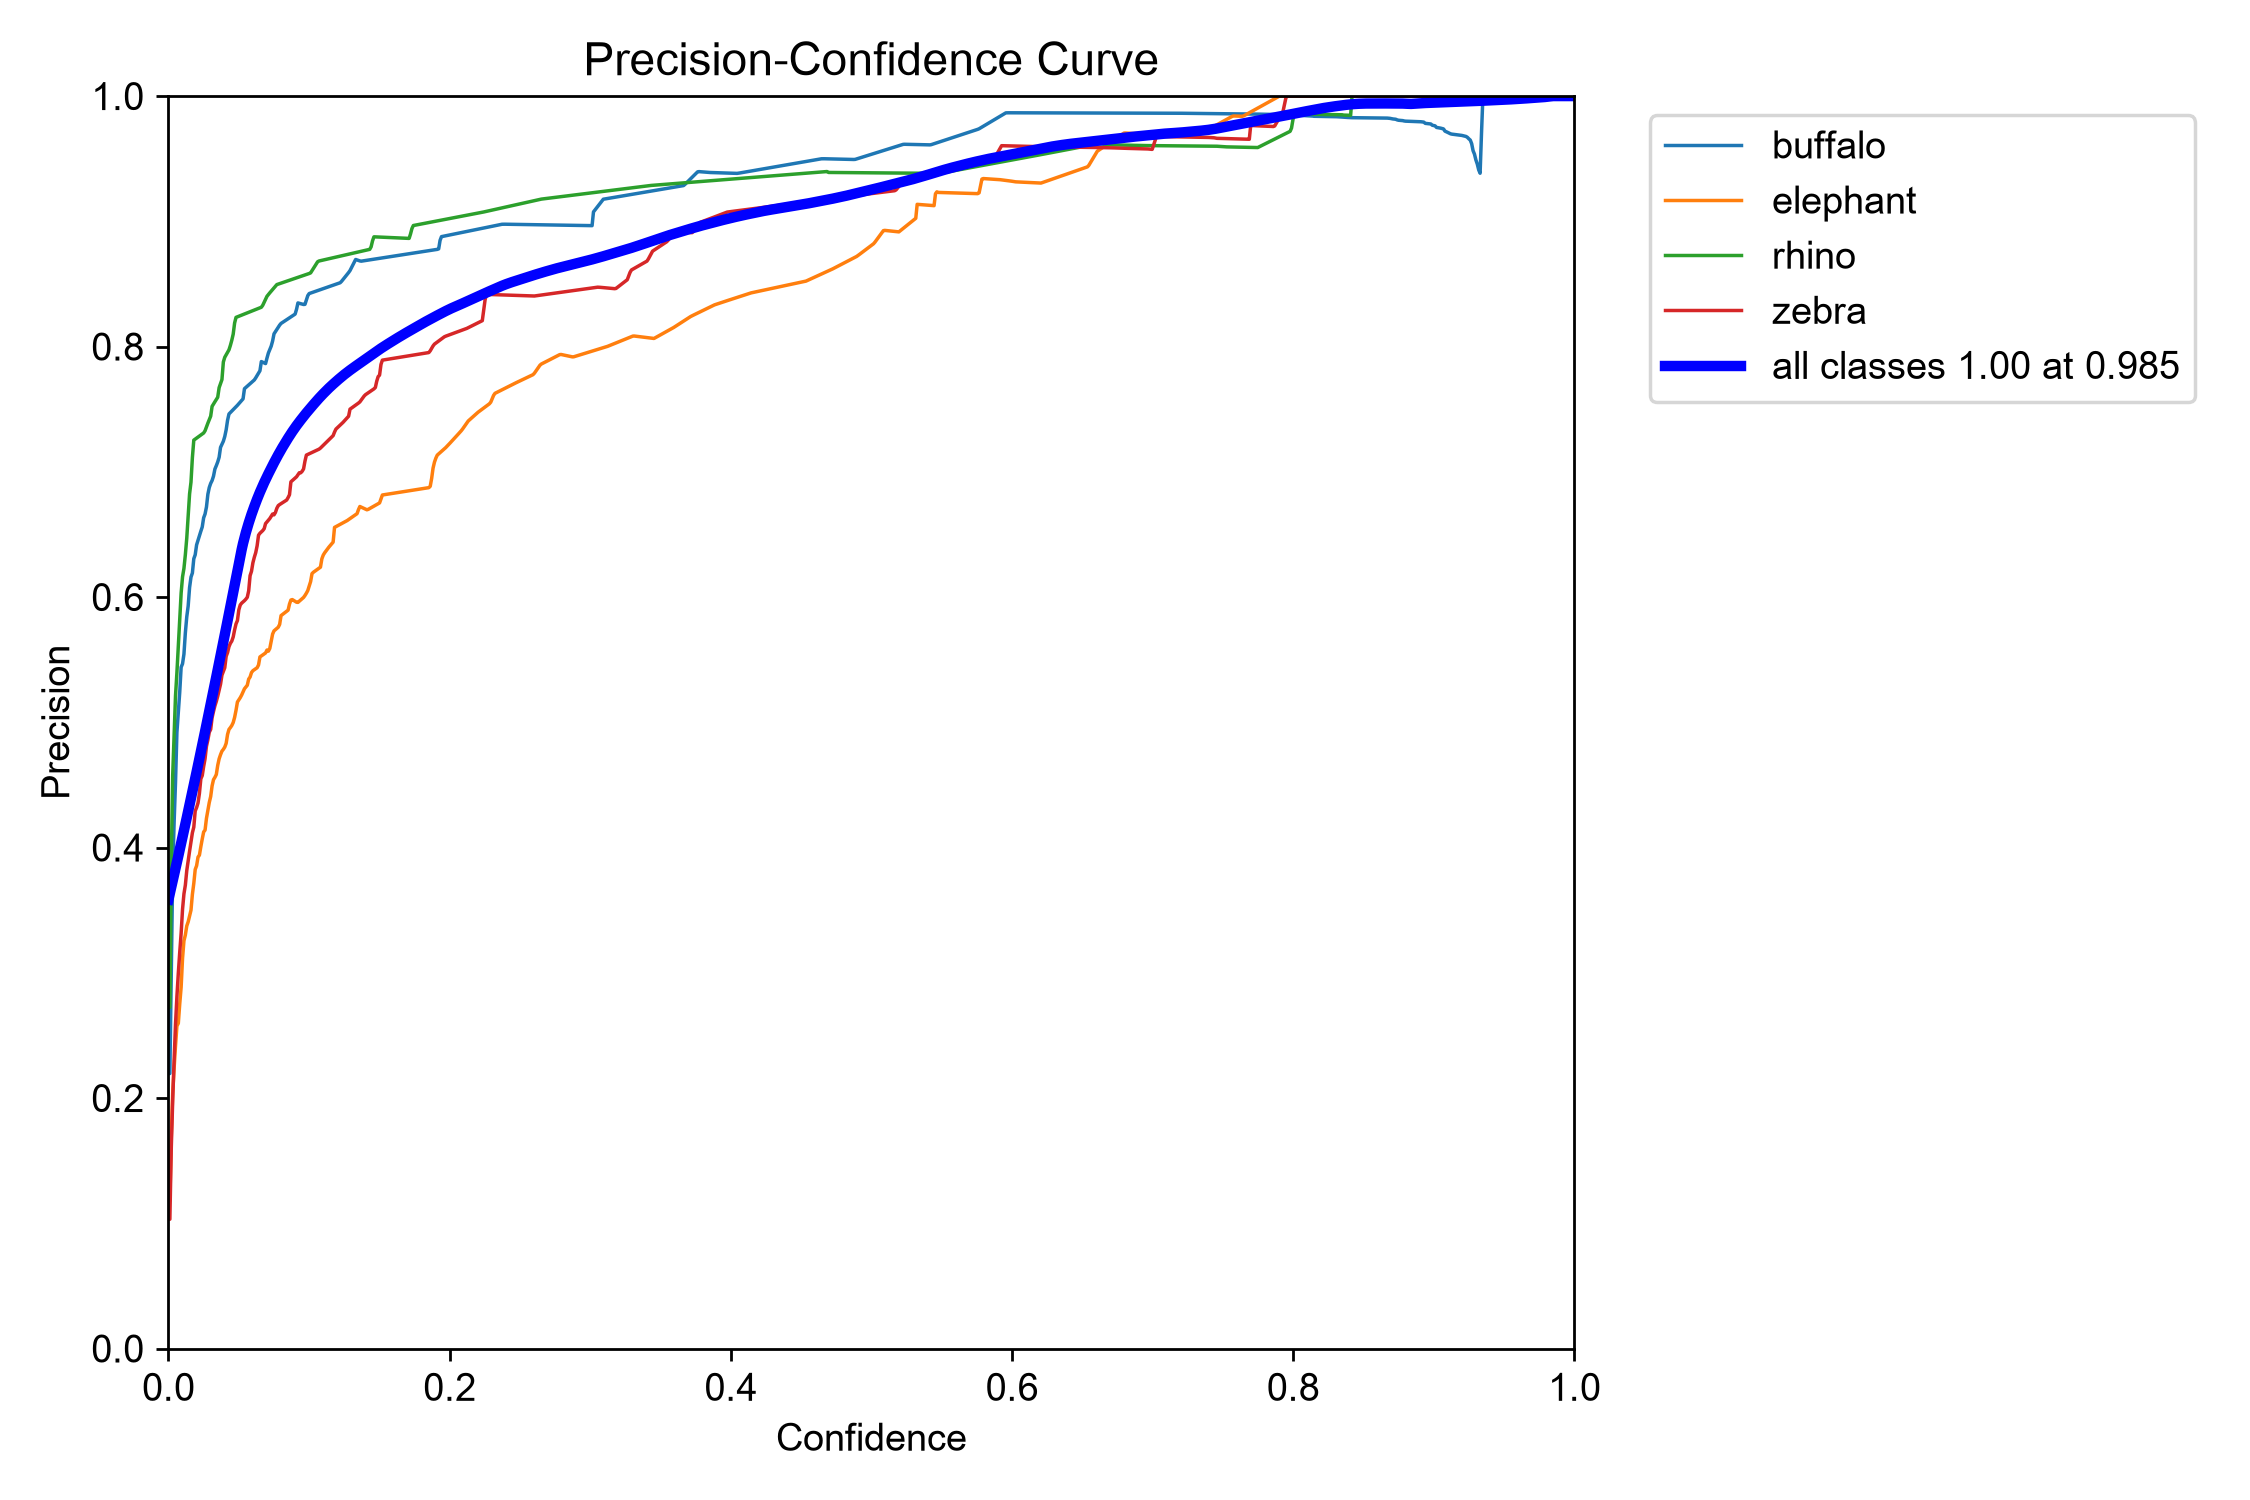 Precision-Confidence Curve
1.0
0.8
0.6
0.4
0.2
0.0
Precision
0.0 0.2 0.4 0.6 0.8 1.0
Confidence
buffalo
elephant
rhino
zebra
all classes 1.00 at 0.985